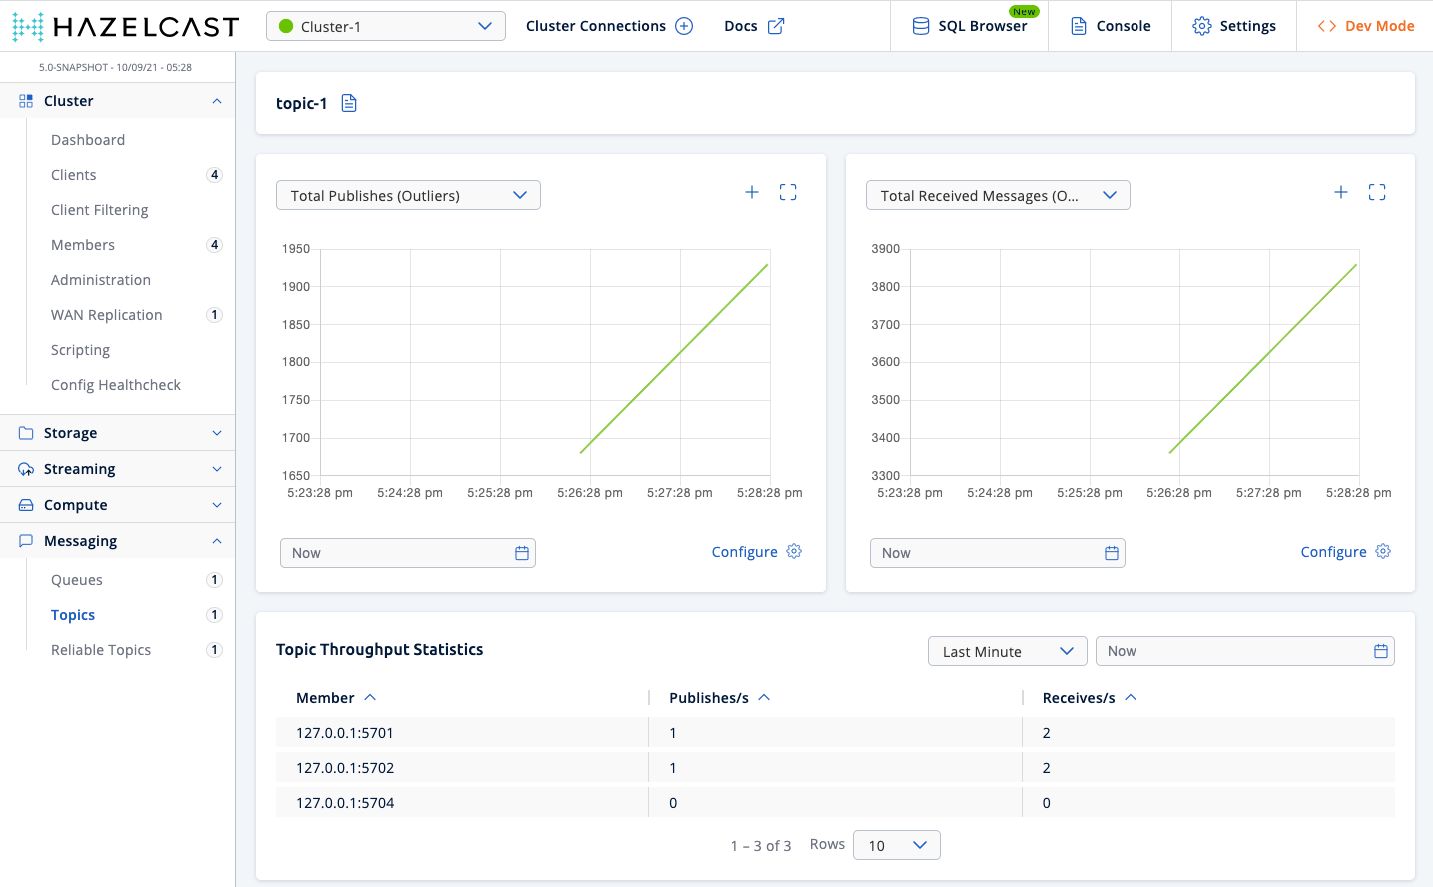 HAZELCAST
Cluster-1
Cluster Connections
Docs
SQL Browser
New
Console
Settings
Dev Mode
5.0-SNAPSHOT - 10/09/21 - 05:28
Cluster
Dashboard
Clients 4
Client Filtering
Members 4
Administration
WAN Replication 1
Scripting
Config Healthcheck
Storage
Streaming
Compute
Messaging
Queues 1
Topics 1
Reliable Topics 1
topic-1
Total Publishes (Outliers)
1950
1900
1850
1800
1750
1700
1650
5:23:28 pm 5:24:28 pm 5:25:28 pm 5:26:28 pm 5:27:28 pm 5:28:28 pm
Now
Configure
Total Received Messages (O...
3900
3800
3700
3600
3500
3400
3300
5:23:28 pm 5:24:28 pm 5:25:28 pm 5:26:28 pm 5:27:28 pm 5:28:28 pm
Now
Configure
Topic Throughput Statistics
Last Minute
Now
Member Publishes/s Receives/s
127.0.0.1:5701 1 2
127.0.0.1:5702 1 2
127.0.0.1:5704 0 0
1 – 3 of 3 Rows 10